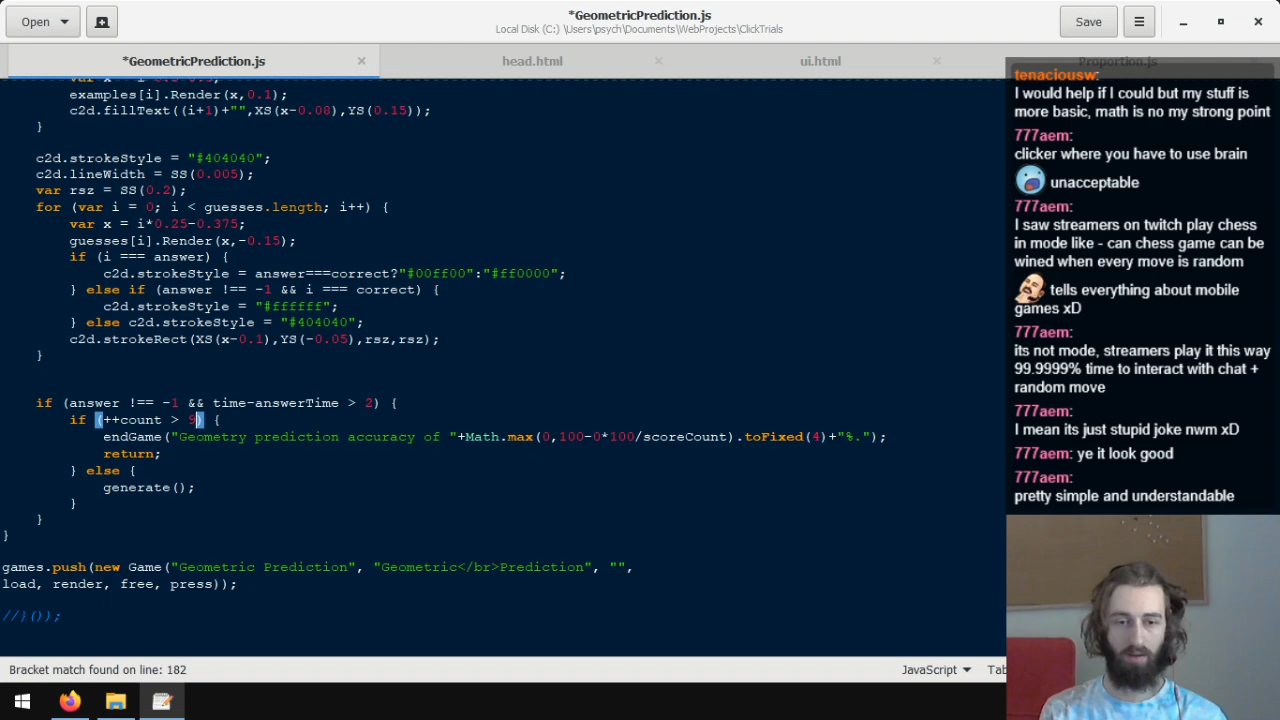 Open
*GeometricPrediction.js
Local Disk (C:) \Users\psych\Documents\WebProjects\ClickTrials
Save
*GeometricPrediction.js
head.html
ui.html
Proportion.js
examples[i].Render(x,0.1);
c2d.fillText((i+1)+"",XS(x-0.08),YS(0.15));
}
c2d.strokeStyle = "#404040";
c2d.lineWidth = SS(0.005);
var rsz = SS(0.2);
for (var i = 0; i < guesses.length; i++) {
var x = i*0.25-0.375;
guesses[i].Render(x,-0.15);
if (i === answer) {
c2d.strokeStyle = answer===correct?"#00ff00":"#ff0000";
} else if (answer !== -1 && i === correct) {
c2d.strokeStyle = "#ffffff";
} else c2d.strokeStyle = "#404040";
c2d.strokeRect(XS(x-0.1),YS(-0.05),rsz,rsz);
}
if (answer !== -1 && time-answerTime > 2) {
if (++count > 9) {
endGame("Geometry prediction accuracy of "+Math.max(0,100-0*100/scoreCount).toFixed(4)+"%.");
return;
} else {
generate();
}
}
}
games.push(new Game("Geometric Prediction", "Geometric</br>Prediction", "",
load, render, free, press));
//}());
Bracket match found on line: 182
JavaScript
Tab
tenaciousw:
I would help if I could but my stuff is
more basic, math is no my strong point
777aem:
clicker where you have to use brain
unacceptable
777aem:
I saw streamers on twitch play chess
in mode like - can chess game can be
wined when every move is random
tells everything about mobile
games xD
777aem:
its not mode, streamers play it this way
99.9999% time to interact with chat +
random move
777aem:
I mean its just stupid joke nwm xD
777aem: ye it look good
777aem:
pretty simple and understandable